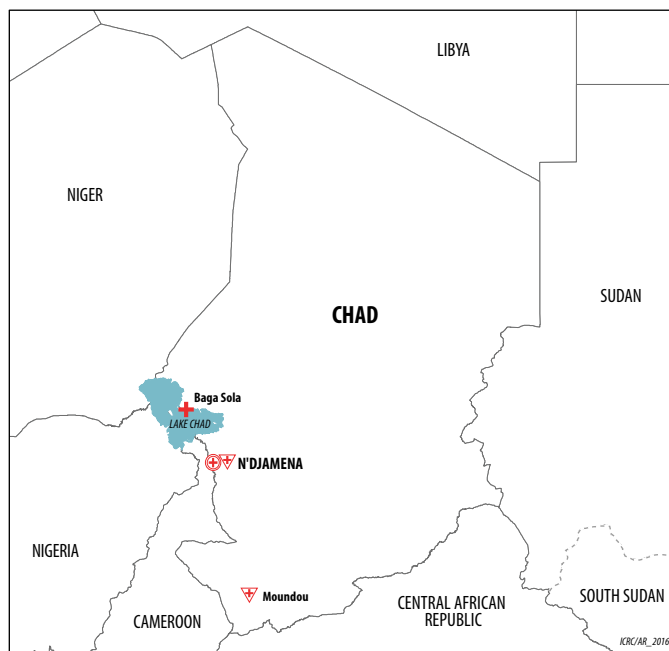 LIBYA
NIGER
CHAD
SUDAN
Baga Sola
LAKE CHAD
N'DJAMENA
NIGERIA
Moundou
CAMEROON
CENTRAL AFRICAN
REPUBLIC
SOUTH SUDAN
ICRC/AR_2016